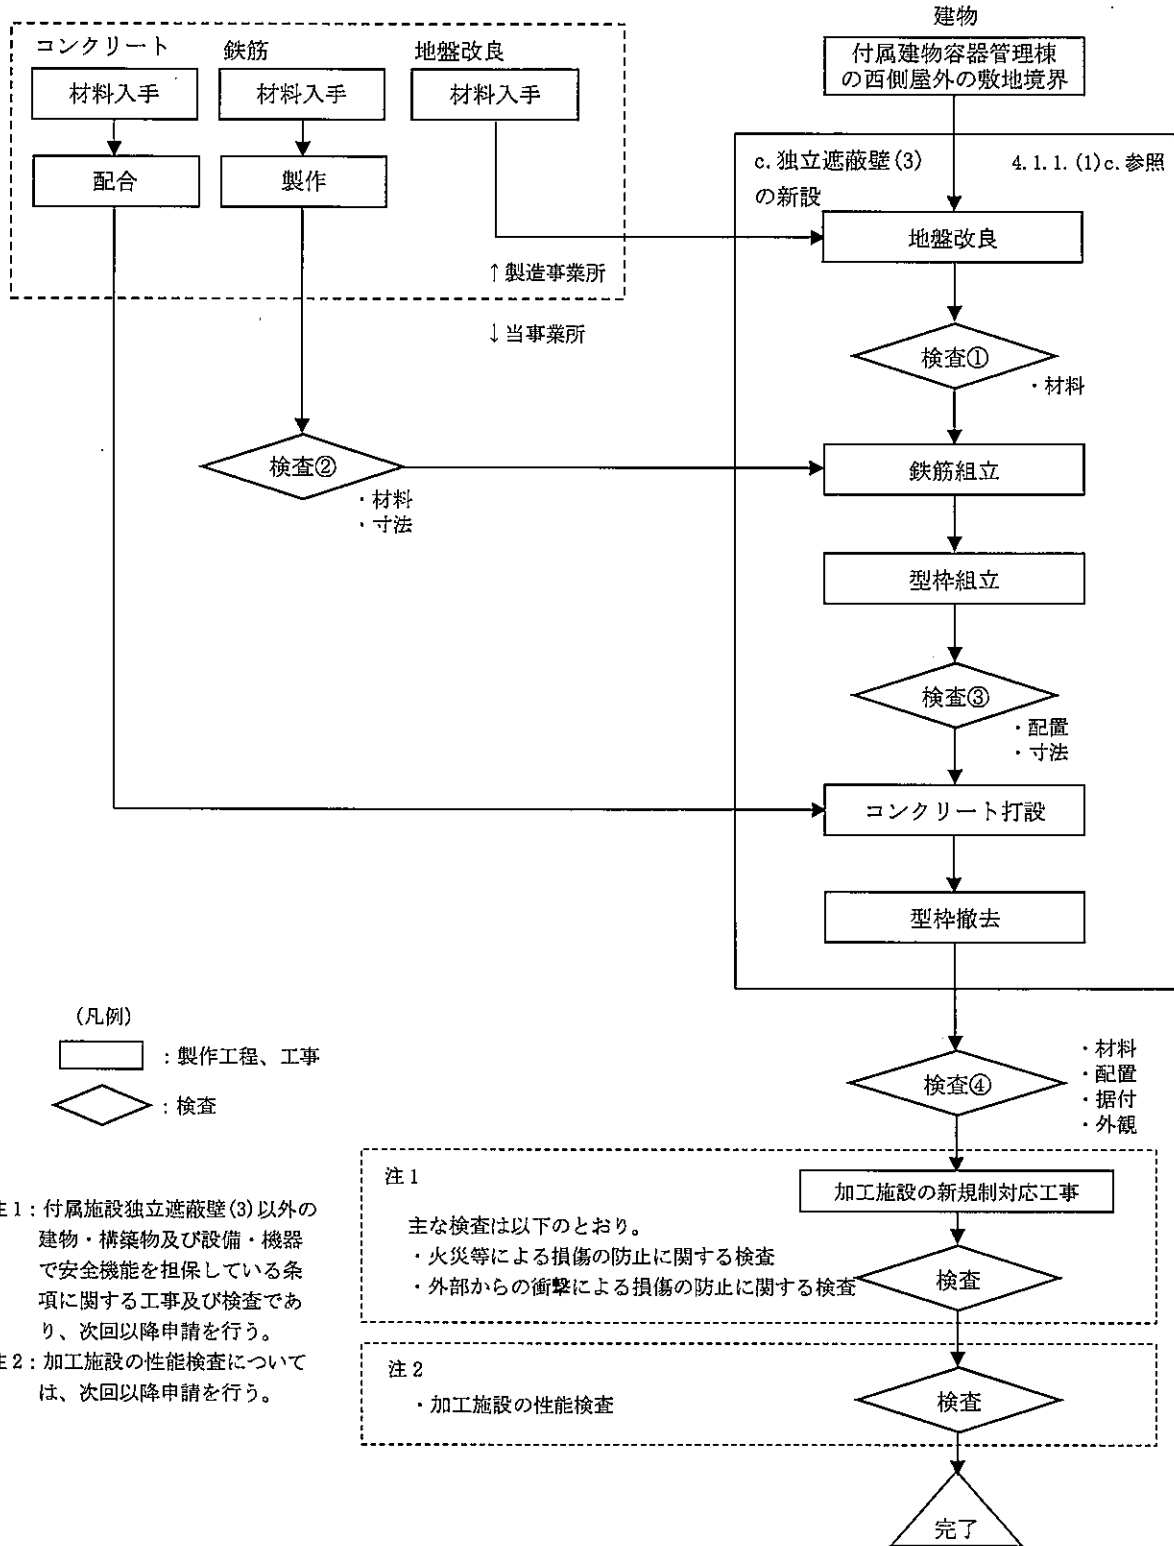 建物
付属建物容器管理棟
の西側屋外の敷地境界
コンクリート
鉄筋
地盤改良
材料入手
材料入手
材料入手
配合
製作
↑製造事業所
↓当事業所
c.独立遮蔽壁(3)
の新設
4.1.1.(1)c.参照
地盤改良
検査①
・材料
検査②
・材料
・寸法
鉄筋組立
型枠組立
検査③
・配置
・寸法
コンクリート打設
型枠撤去
検査④
・材料
・配置
・据付
・外観
(凡例)
：製作工程、工事
：検査
注1
加工施設の新規制対応工事
主な検査は以下のとおり。
・火災等による損傷の防止に関する検査
・外部からの衝撃による損傷の防止に関する検査
検査
注2
・加工施設の性能検査
検査
完了
注1：付属施設独立遮蔽壁(3)以外の
建物・構築物及び設備・機器
で安全機能を担保している条
項に関する工事及び検査であ
り、次回以降申請を行う。
注2：加工施設の性能検査について
は、次回以降申請を行う。